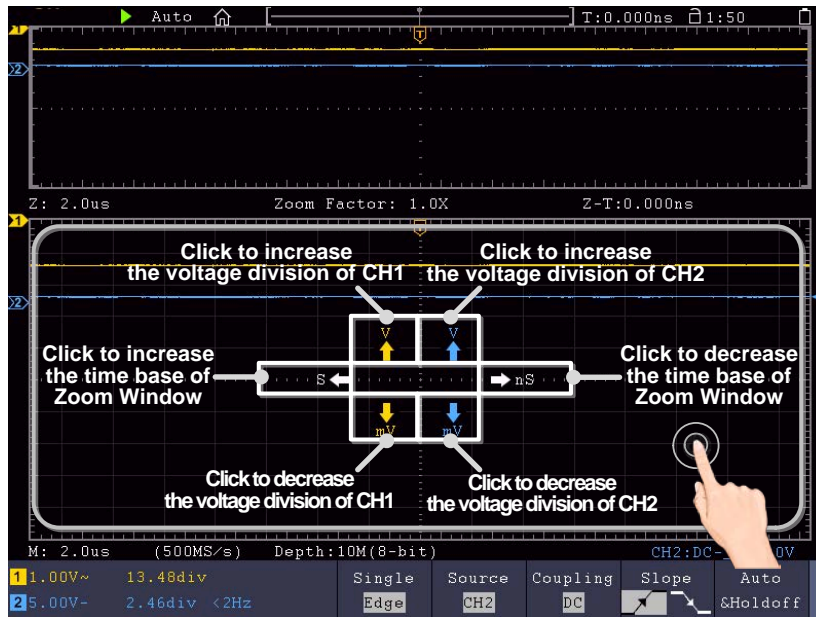 Auto T:0.000ns 1:50
1 T
2
Z: 2.0us Zoom Factor: 1.0X Z-T:0.000ns
1
Click to increase
the voltage division of CH1
Click to increase
the voltage division of CH2
2
V V
Click to increase
the time base of
Zoom Window
S nS
Click to decrease
the time base of
Zoom Window
mV mV
Click to decrease
the voltage division of CH1
Click to decrease
the voltage division of CH2
M: 2.0us (500MS/s) Depth:10M(8-bit) CH2:DC-
1 1.00V~ 13.48div Single Source Coupling Slope Auto
2 5.00V- 2.46div <2Hz Edge CH2 DC &Holdoff